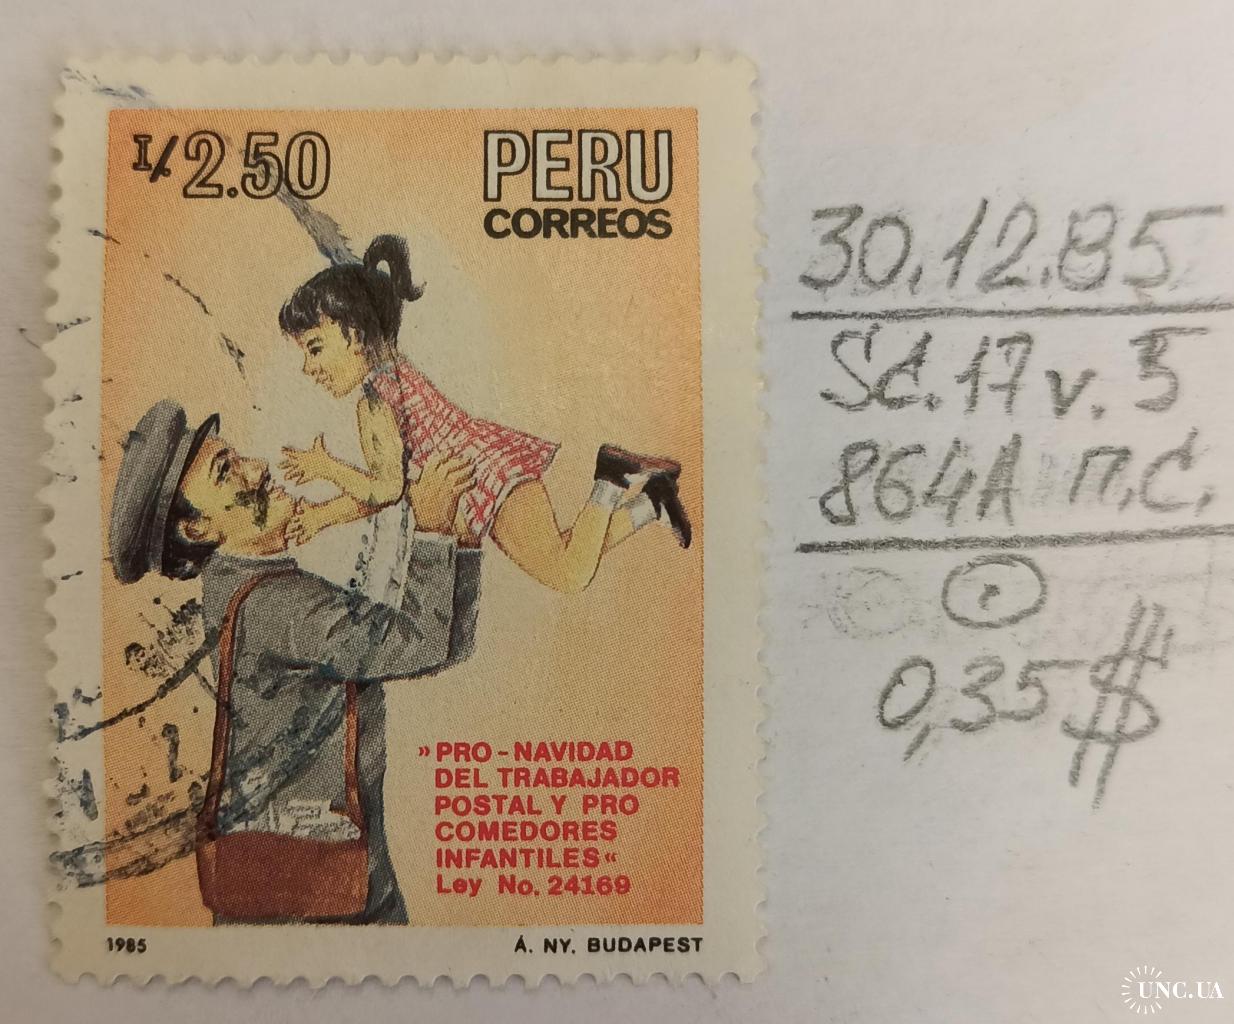 I/. 2.50
PERU
CORREOS
» PRO - NAVIDAD
DEL TRABAJADOR
POSTAL Y PRO
COMEDORES
INFANTILES «
Ley No. 24169
1985
Á. NY. BUDAPEST
30.12.85
Sc. 17 v. 5
864A п.с.
0,35 $
UNC.UA